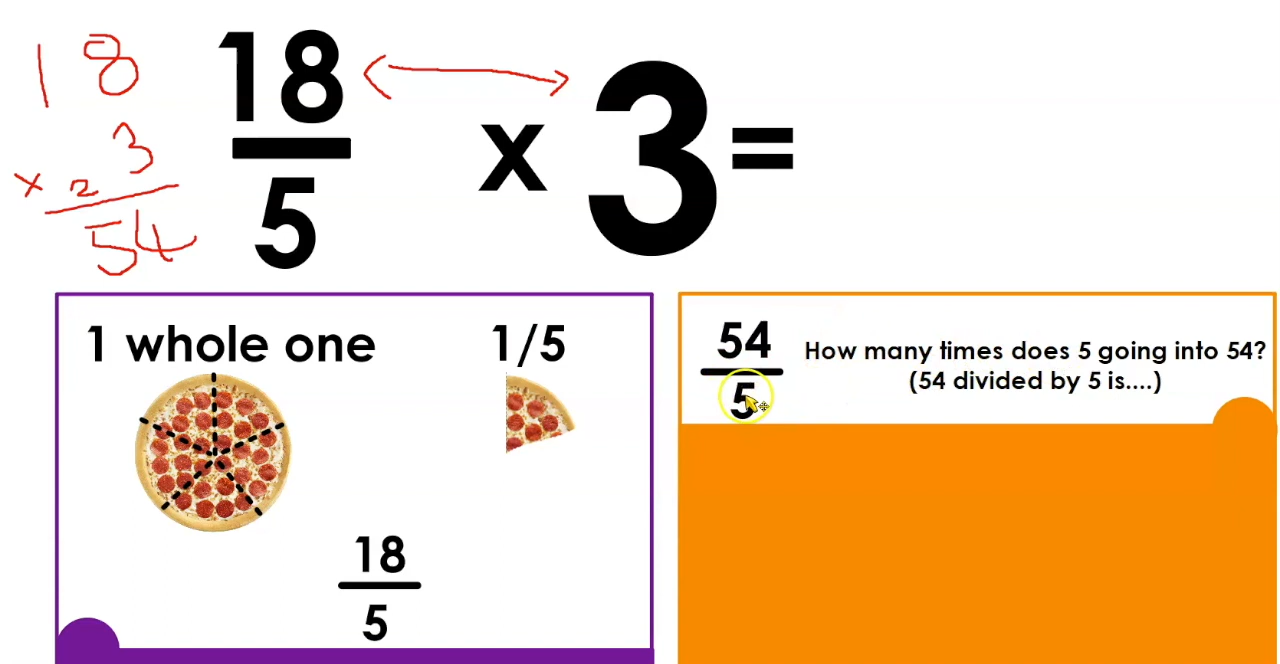 18
× 3
2
54
18
5
x 3 =
1 whole one
1/5
18
5
54
5
How many times does 5 going into 54?
(54 divided by 5 is....)